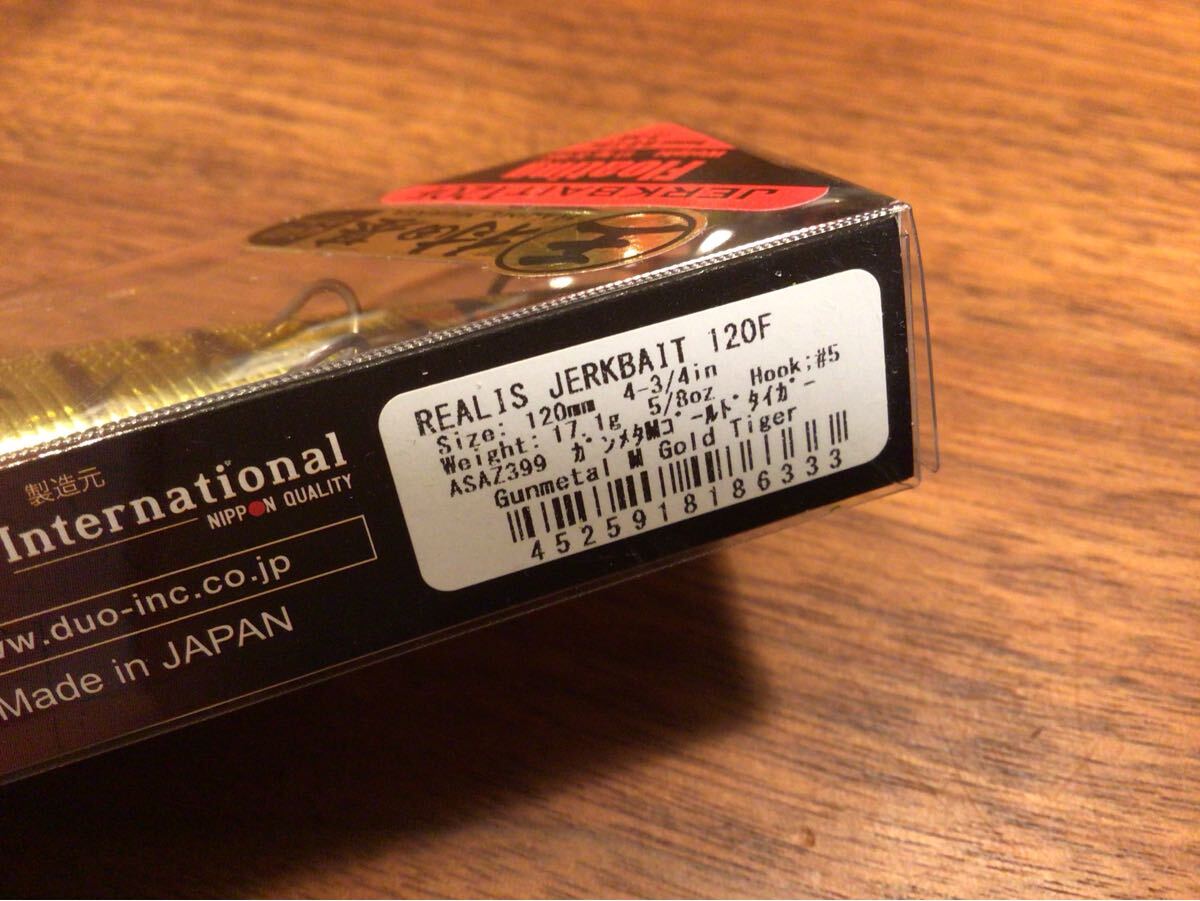 JERKBAIT 120F
Floating
REALIS JERKBAIT 120F
Size: 120mm 4-3/4in
Weight: 17.1g 5/8oz Hook:#5
ASAZ399 ガンメタMゴールドタイガー
Gunmetal M Gold Tiger
4525918186333
製造元
International
NIPPON QUALITY
ww.duo-inc.co.jp
Made in JAPAN